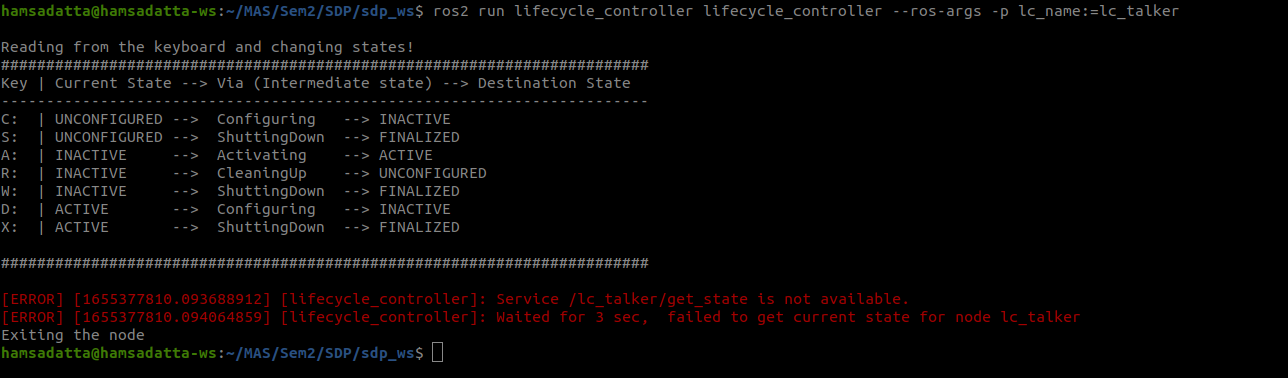 hamsadatta@hamsadatta-ws:~/MAS/Sem2/SDP/sdp_ws$ ros2 run lifecycle_controller lifecycle_controller --ros-args -p lc_name:=lc_talker
Reading from the keyboard and changing states!
########################################################################
Key | Current State --> Via (Intermediate state) --> Destination State
------------------------------------------------------------------------
C:  | UNCONFIGURED -->  Configuring   --> INACTIVE
S:  | UNCONFIGURED -->  ShuttingDown  --> FINALIZED
A:  | INACTIVE     -->  Activating    --> ACTIVE
R:  | INACTIVE     -->  CleaningUp    --> UNCONFIGURED
W:  | INACTIVE     -->  ShuttingDown  --> FINALIZED
D:  | ACTIVE       -->  Configuring   --> INACTIVE
X:  | ACTIVE       -->  ShuttingDown  --> FINALIZED
########################################################################
[ERROR] [1655377810.093688912] [lifecycle_controller]: Service /lc_talker/get_state is not available.
[ERROR] [1655377810.094064859] [lifecycle_controller]: Waited for 3 sec,  failed to get current state for node lc_talker
Exiting the node
hamsadatta@hamsadatta-ws:~/MAS/Sem2/SDP/sdp_ws$